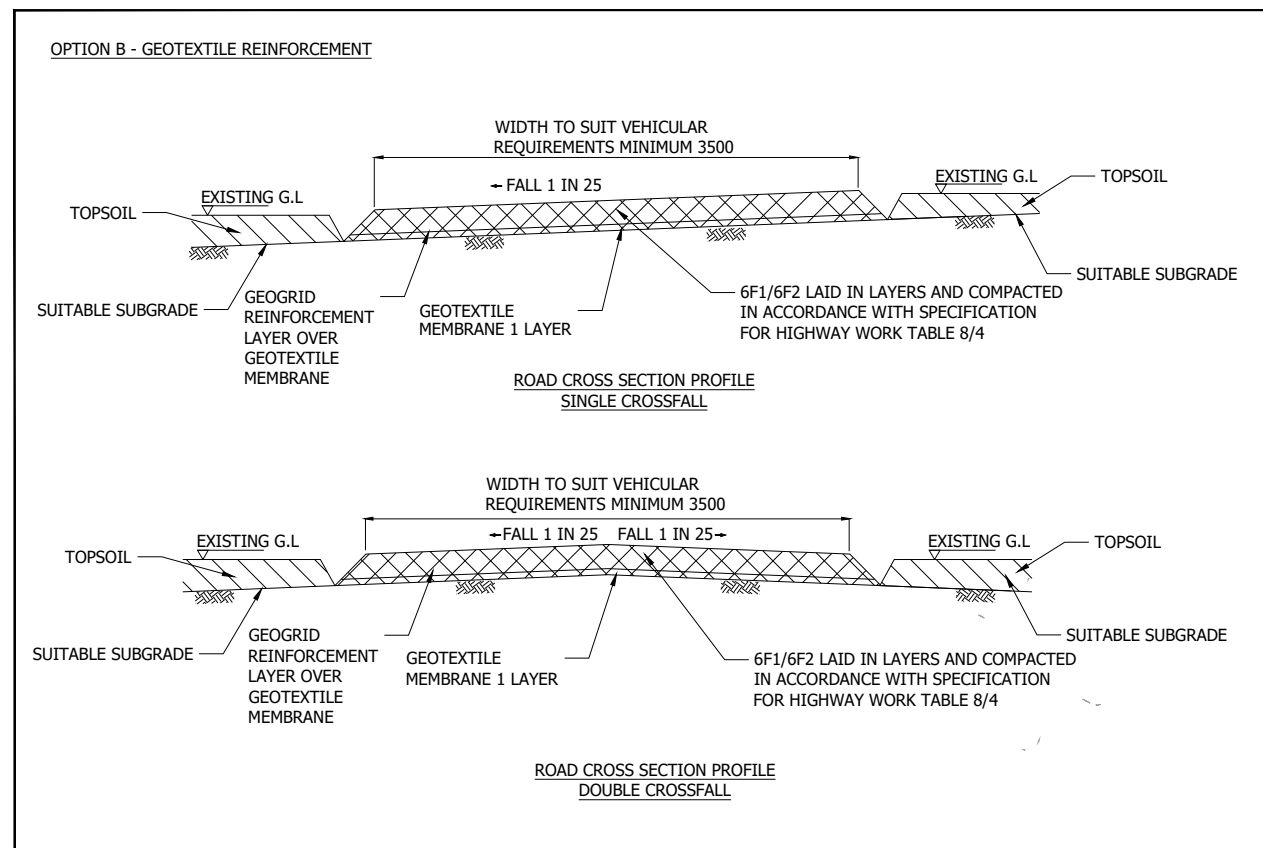 OPTION B - GEOTEXTILE REINFORCEMENT
WIDTH TO SUIT VEHICULAR
REQUIREMENTS MINIMUM 3500
FALL 1 IN 25
EXISTING G.L
TOPSOIL
EXISTING G.L
TOPSOIL
SUITABLE SUBGRADE
SUITABLE SUBGRADE
GEOGRID
REINFORCEMENT
LAYER OVER
GEOTEXTILE
MEMBRANE
GEOTEXTILE
MEMBRANE 1 LAYER
6F1/6F2 LAID IN LAYERS AND COMPACTED
IN ACCORDANCE WITH SPECIFICATION
FOR HIGHWAY WORK TABLE 8/4
ROAD CROSS SECTION PROFILE
SINGLE CROSSFALL
WIDTH TO SUIT VEHICULAR
REQUIREMENTS MINIMUM 3500
FALL 1 IN 25 FALL 1 IN 25
EXISTING G.L
TOPSOIL
EXISTING G.L
TOPSOIL
SUITABLE SUBGRADE
SUITABLE SUBGRADE
GEOGRID
REINFORCEMENT
LAYER OVER
GEOTEXTILE
MEMBRANE
GEOTEXTILE
MEMBRANE 1 LAYER
6F1/6F2 LAID IN LAYERS AND COMPACTED
IN ACCORDANCE WITH SPECIFICATION
FOR HIGHWAY WORK TABLE 8/4
ROAD CROSS SECTION PROFILE
DOUBLE CROSSFALL